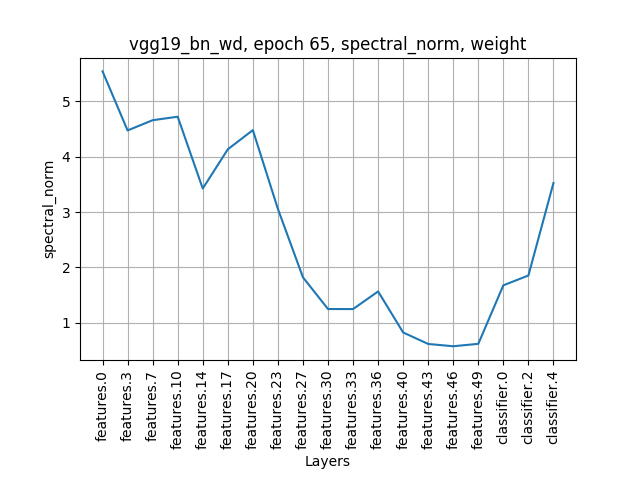 vgg19_bn_wd, epoch 65, spectral_norm, weight
spectral_norm
5
4
3
2
1
features.0
features.3
features.7
features.10
features.14
features.17
features.20
features.23
features.27
features.30
features.33
features.36
features.40
features.43
features.46
features.49
classifier.0
classifier.2
classifier.4
Layers